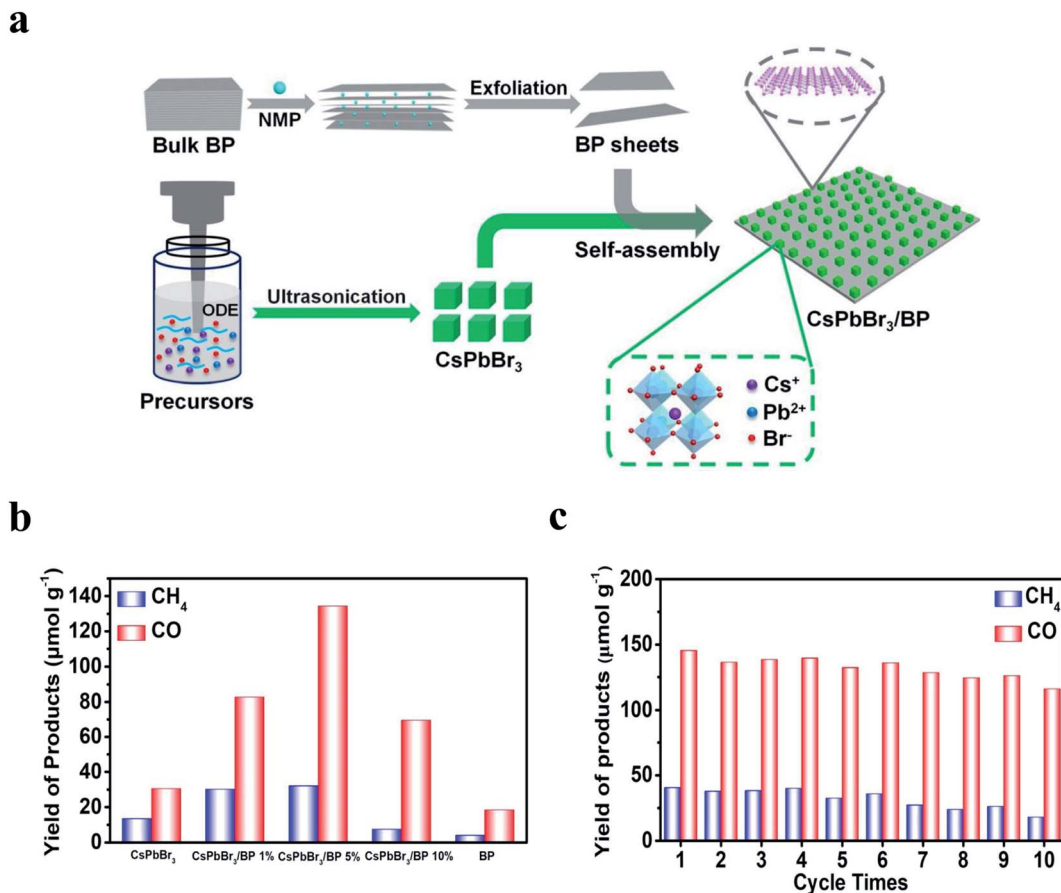 a
Bulk BP
NMP
Exfoliation
BP sheets
Self-assembly
CsPbBr₃/BP
ODE
Precursors
Ultrasonication
CsPbBr₃
Cs⁺
Pb²⁺
Br⁻
b
Yield of Products (μmol g⁻¹)
140
120
100
80
60
40
20
0
CH₄
CO
CsPbBr₃
CsPbBr₃/BP 1%
CsPbBr₃/BP 5%
CsPbBr₃/BP 10%
BP
c
Yield of products (μmol g⁻¹)
200
150
100
50
0
CH₄
CO
1 2 3 4 5 6 7 8 9 10
Cycle Times